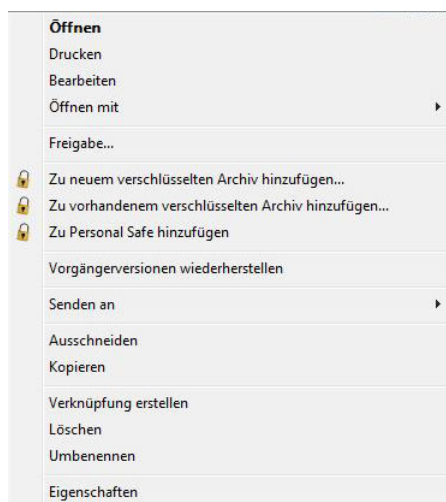 Öffnen
Drucken
Bearbeiten
Öffnen mit
Freigabe...
Zu neuem verschlüsselten Archiv hinzufügen...
Zu vorhandenem verschlüsselten Archiv hinzufügen...
Zu Personal Safe hinzufügen
Vorgängerversionen wiederherstellen
Senden an
Ausschneiden
Kopieren
Verknüpfung erstellen
Löschen
Umbenennen
Eigenschaften